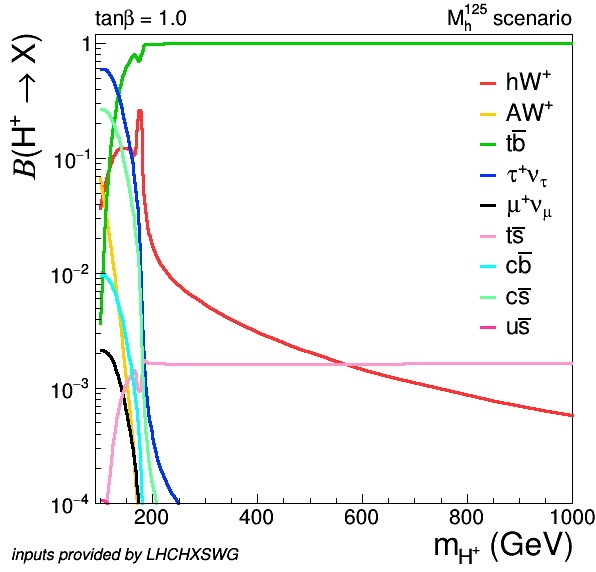 tanβ = 1.0
M_h^125 scenario
B(H⁺ → X)
1
10⁻¹
10⁻²
10⁻³
10⁻⁴
hW⁺
AW⁺
tb̅
τ⁺ν_τ
μ⁺ν_μ
ts̅
cb̅
cs̅
us̅
200 400 600 800 1000
m_H⁺ (GeV)
inputs provided by LHCHXSWG